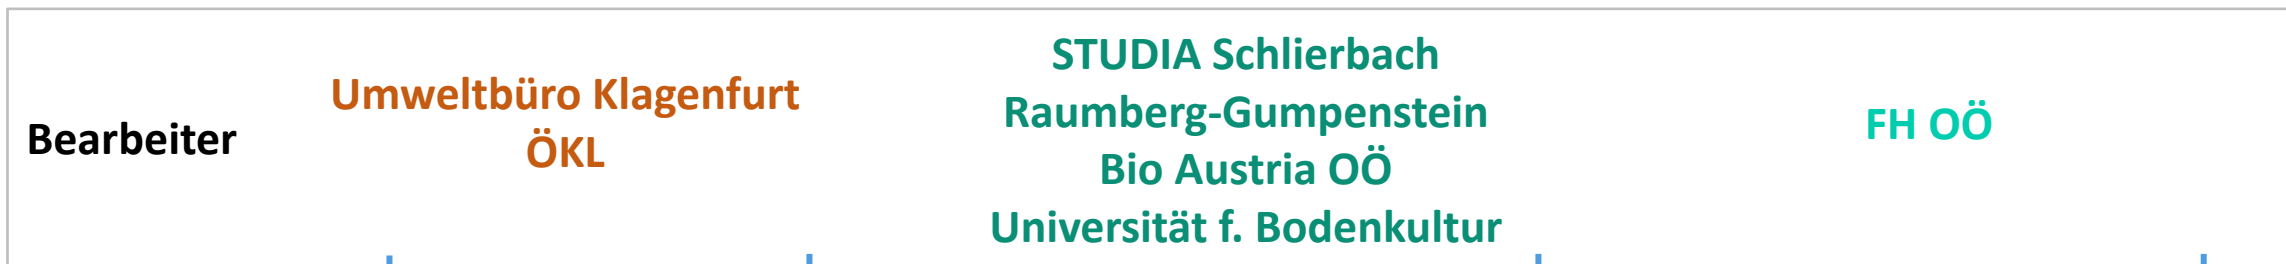 Bearbeiter
Umweltbüro Klagenfurt
ÖKL
STUDIA Schlierbach
Raumberg-Gumpenstein
Bio Austria OÖ
Universität f. Bodenkultur
FH OÖ